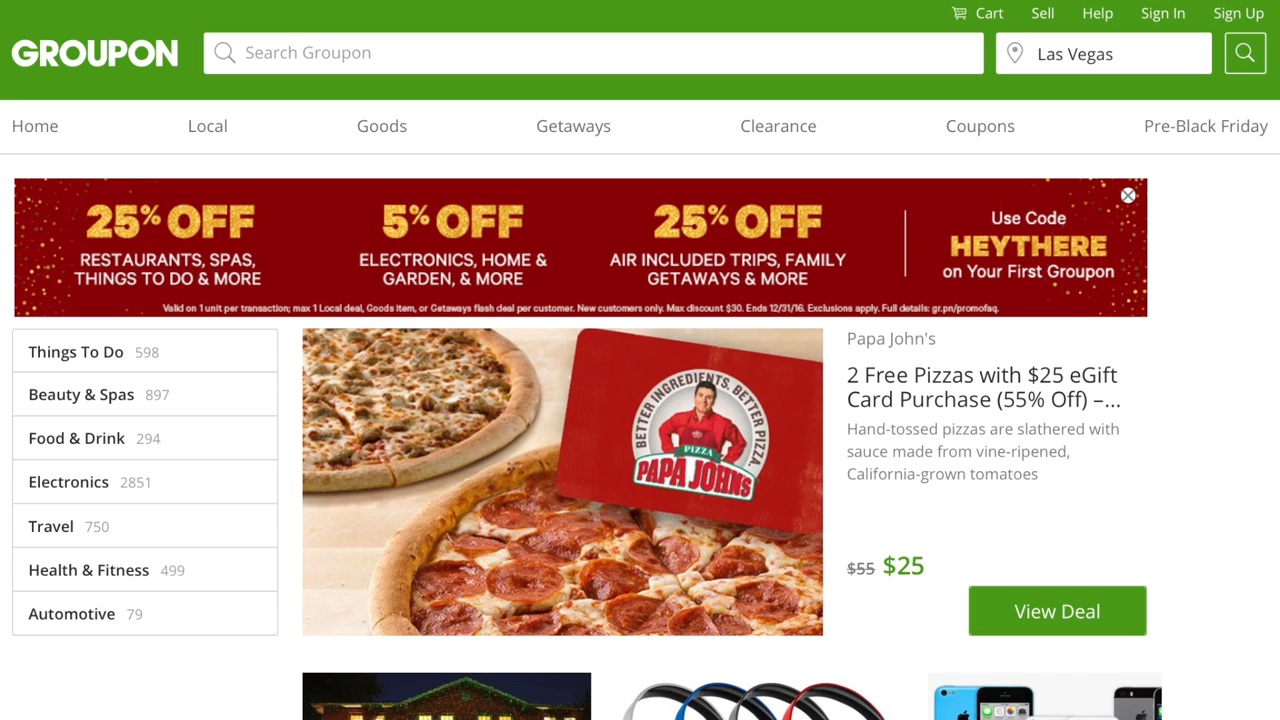 Cart Sell Help Sign In Sign Up
GROUPON Search Groupon Las Vegas
Home Local Goods Getaways Clearance Coupons Pre-Black Friday
25% OFF
RESTAURANTS, SPAS,
THINGS TO DO & MORE
5% OFF
ELECTRONICS, HOME &
GARDEN, & MORE
25% OFF
AIR INCLUDED TRIPS, FAMILY
GETAWAYS & MORE
Use Code
HEYTHERE
on Your First Groupon
Valid on 1 unit per transaction; max 1 Local deal, Goods item, or Getaways flash deal per customer. New customers only. Max discount $30. Ends 12/31/16. Exclusions apply. Full details: gr.pn/promofaq.
Things To Do 598
Beauty & Spas 897
Food & Drink 294
Electronics 2851
Travel 750
Health & Fitness 499
Automotive 79
BETTER INGREDIENTS. BETTER PIZZA.
PIZZA
PAPA JOHNS
Papa John's
2 Free Pizzas with $25 eGift
Card Purchase (55% Off) –...
Hand-tossed pizzas are slathered with
sauce made from vine-ripened,
California-grown tomatoes
$55 $25
View Deal